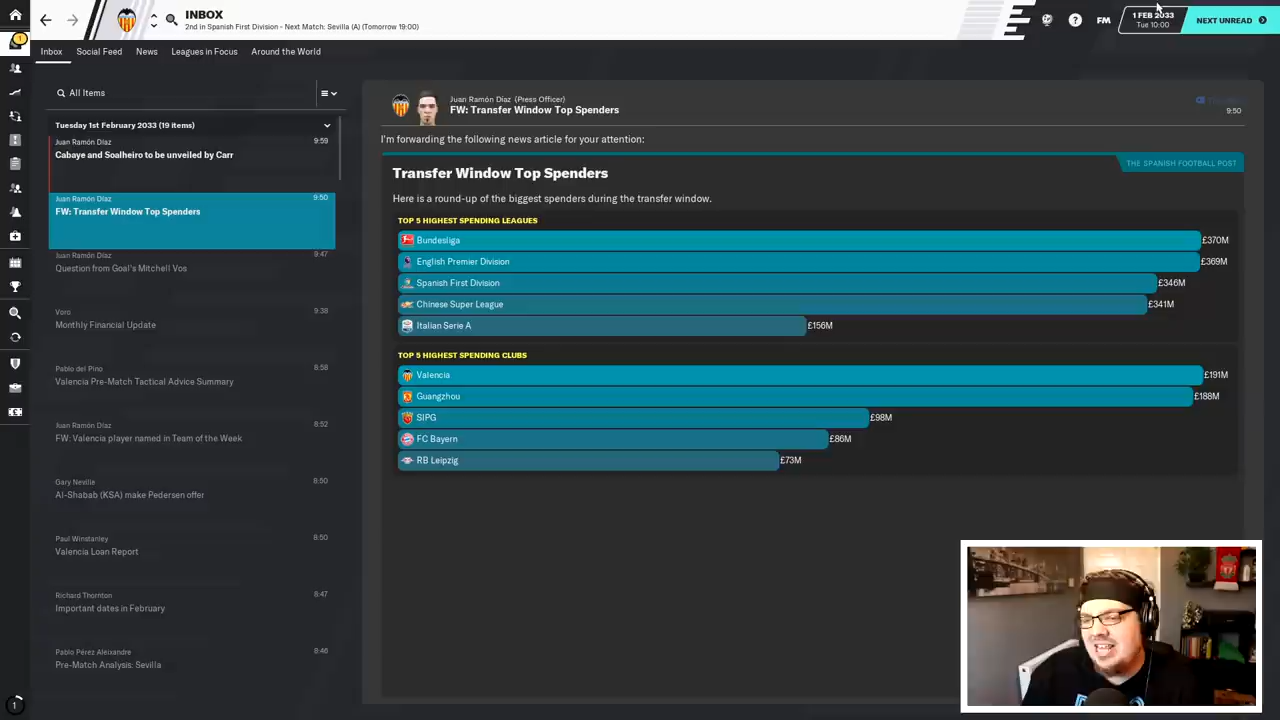 INBOX
2nd in Spanish First Division - Next Match: Sevilla (A) (Tomorrow 19:00)
FM
1 FEB 2033
Tue 10:00
NEXT UNREAD
Inbox Social Feed News Leagues in Focus Around the World
All Items
Tuesday 1st February 2033 (19 items)
Juan Ramón Díaz 9:59
Cabaye and Soalheiro to be unveiled by Carr
Juan Ramón Díaz 9:50
FW: Transfer Window Top Spenders
Juan Ramón Díaz 9:47
Question from Goal's Mitchell Vos
Voro 9:38
Monthly Financial Update
Pablo del Pino 8:58
Valencia Pre-Match Tactical Advice Summary
Juan Ramón Díaz 8:52
FW: Valencia player named in Team of the Week
Gary Neville 8:50
Al-Shabab (KSA) make Pedersen offer
Paul Winstanley 8:50
Valencia Loan Report
Richard Thornton 8:47
Important dates in February
Pablo Pérez Aleixandre 8:46
Pre-Match Analysis: Sevilla
1
1
Juan Ramón Díaz (Press Officer)
FW: Transfer Window Top Spenders
9:50
I'm forwarding the following news article for your attention:
THE SPANISH FOOTBALL POST
Transfer Window Top Spenders
Here is a round-up of the biggest spenders during the transfer window.
TOP 5 HIGHEST SPENDING LEAGUES
Bundesliga £370M
English Premier Division £369M
Spanish First Division £346M
Chinese Super League £341M
Italian Serie A £156M
TOP 5 HIGHEST SPENDING CLUBS
Valencia £191M
Guangzhou £188M
SIPG £98M
FC Bayern £86M
RB Leipzig £73M